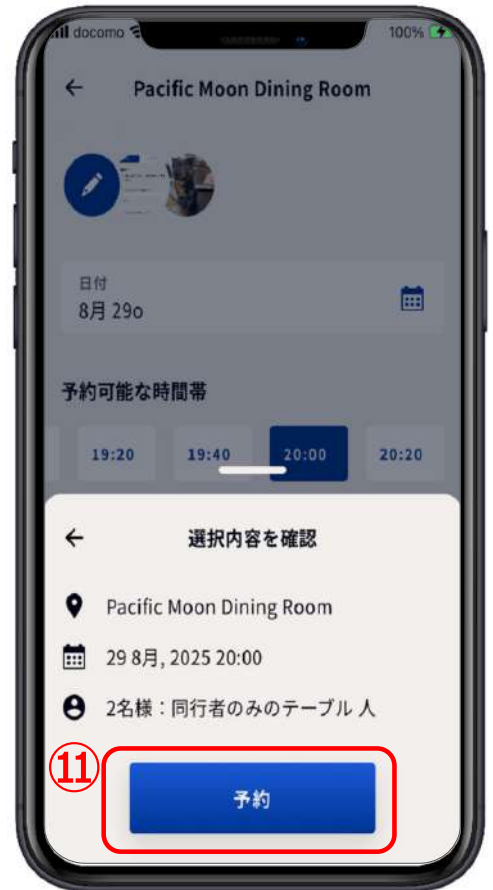 docomo
100%
← Pacific Moon Dining Room
日付
8月 29o
予約可能な時間帯
19:20 19:40 20:00 20:20
← 選択内容を確認
Pacific Moon Dining Room
29 8月, 2025 20:00
2名様：同行者のみのテーブル 人
⑪
予約